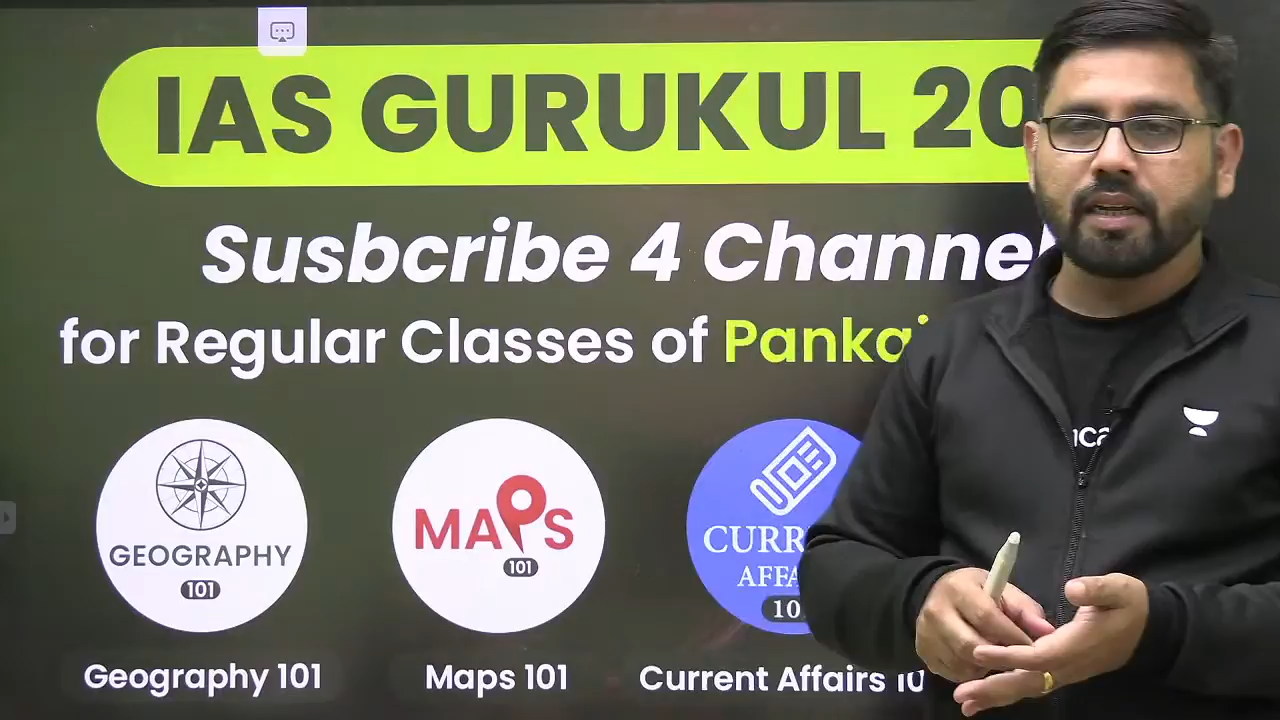 IAS GURUKUL 20
Susbcribe 4 Channel
for Regular Classes of Pankaj
GEOGRAPHY
101
MAPS
101
CURR
AFFA
10
Geography 101
Maps 101
Current Affairs 10